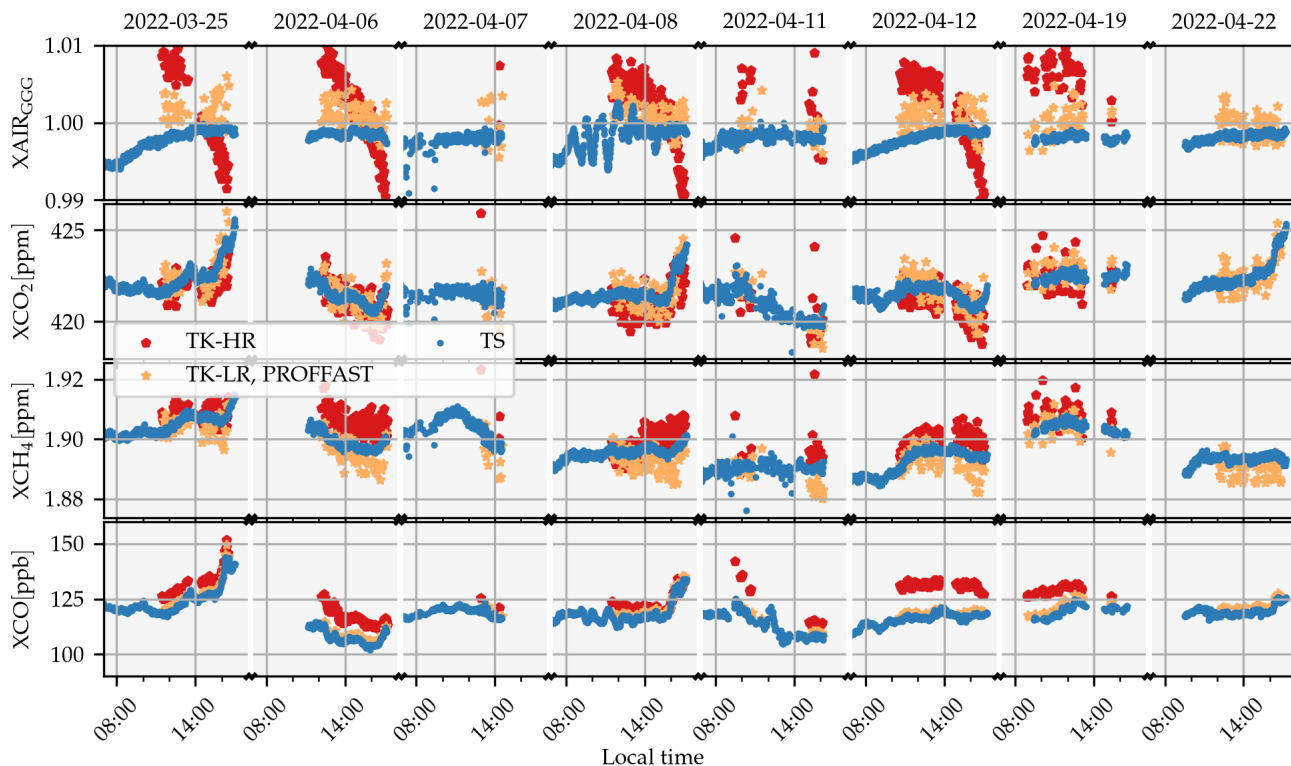 2022-03-25 2022-04-06 2022-04-07 2022-04-08 2022-04-11 2022-04-12 2022-04-19 2022-04-22
XAIR_GGG
1.01
1.00
0.99
XCO₂[ppm]
425
420
TK-HR TS
TK-LR, PROFFAST
XCH₄[ppm]
1.92
1.90
1.88
XCO[ppb]
150
125
100
08:00 14:00 08:00 14:00 08:00 14:00 08:00 14:00 08:00 14:00 08:00 14:00 08:00 14:00 08:00 14:00
Local time